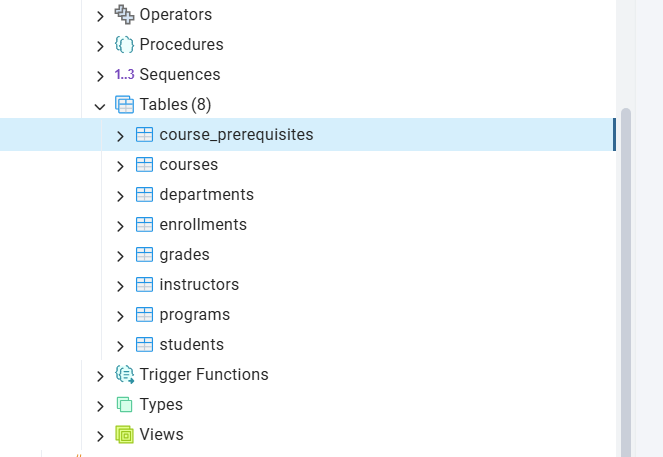 Operators
Procedures
1..3 Sequences
Tables (8)
course_prerequisites
courses
departments
enrollments
grades
instructors
programs
students
Trigger Functions
Types
Views